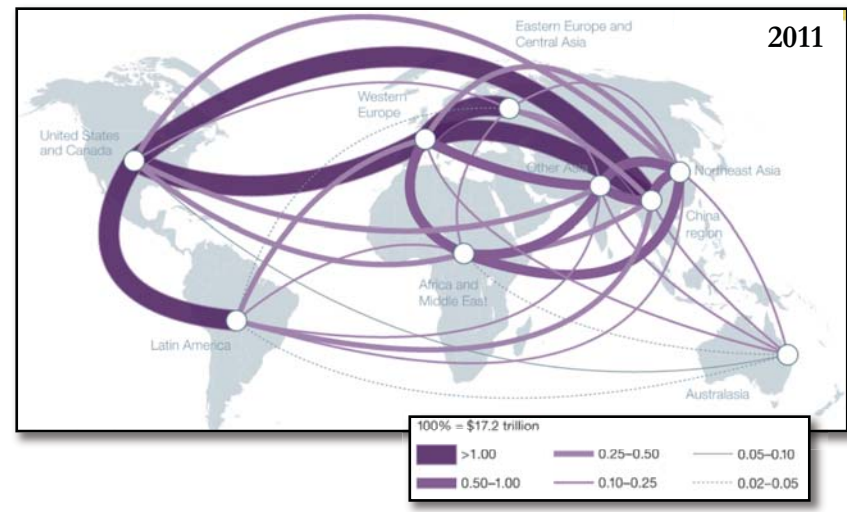 Eastern Europe and
Central Asia
2011
Western
Europe
United States
and Canada
Other Asia
Northeast Asia
China
region
Africa and
Middle East
Latin America
Australasia
100% = $17.2 trillion
>1.00
0.25–0.50
0.05–0.10
0.50–1.00
0.10–0.25
0.02–0.05